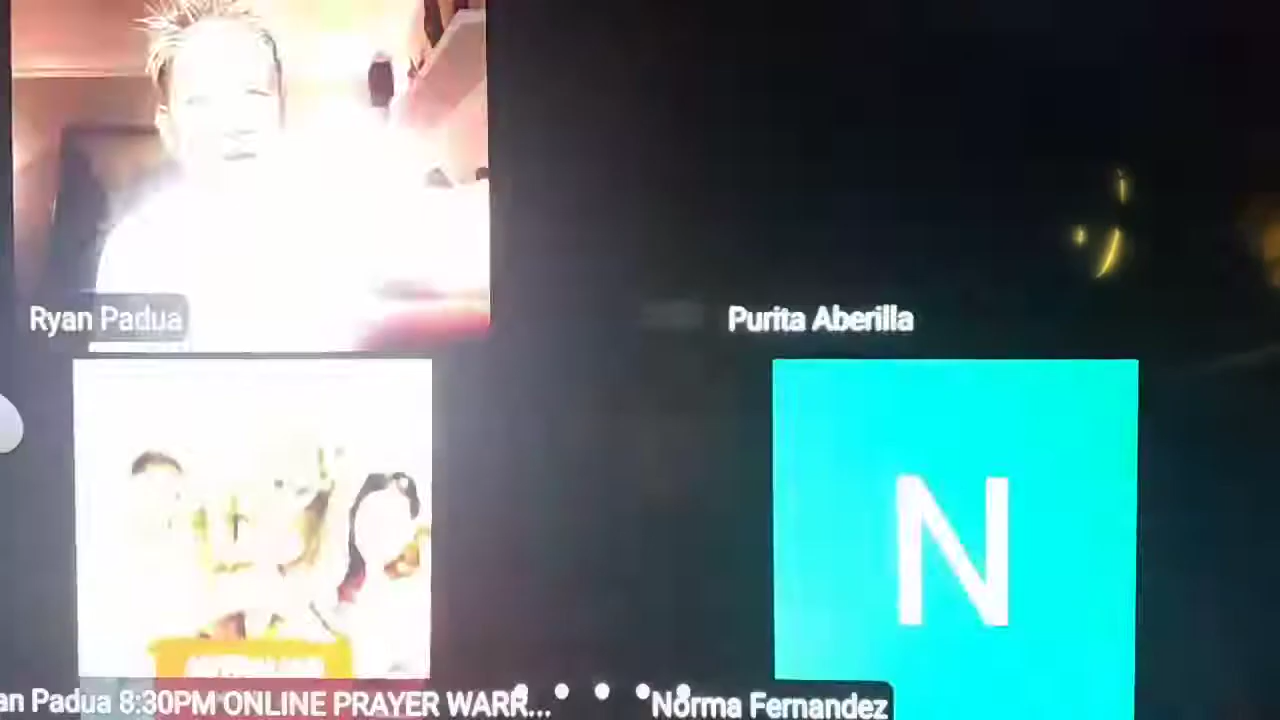 Ryan Padua
Purita Aberilla
N
an Padua 8:30PM ONLINE PRAYER WARR...
Norma Fernandez